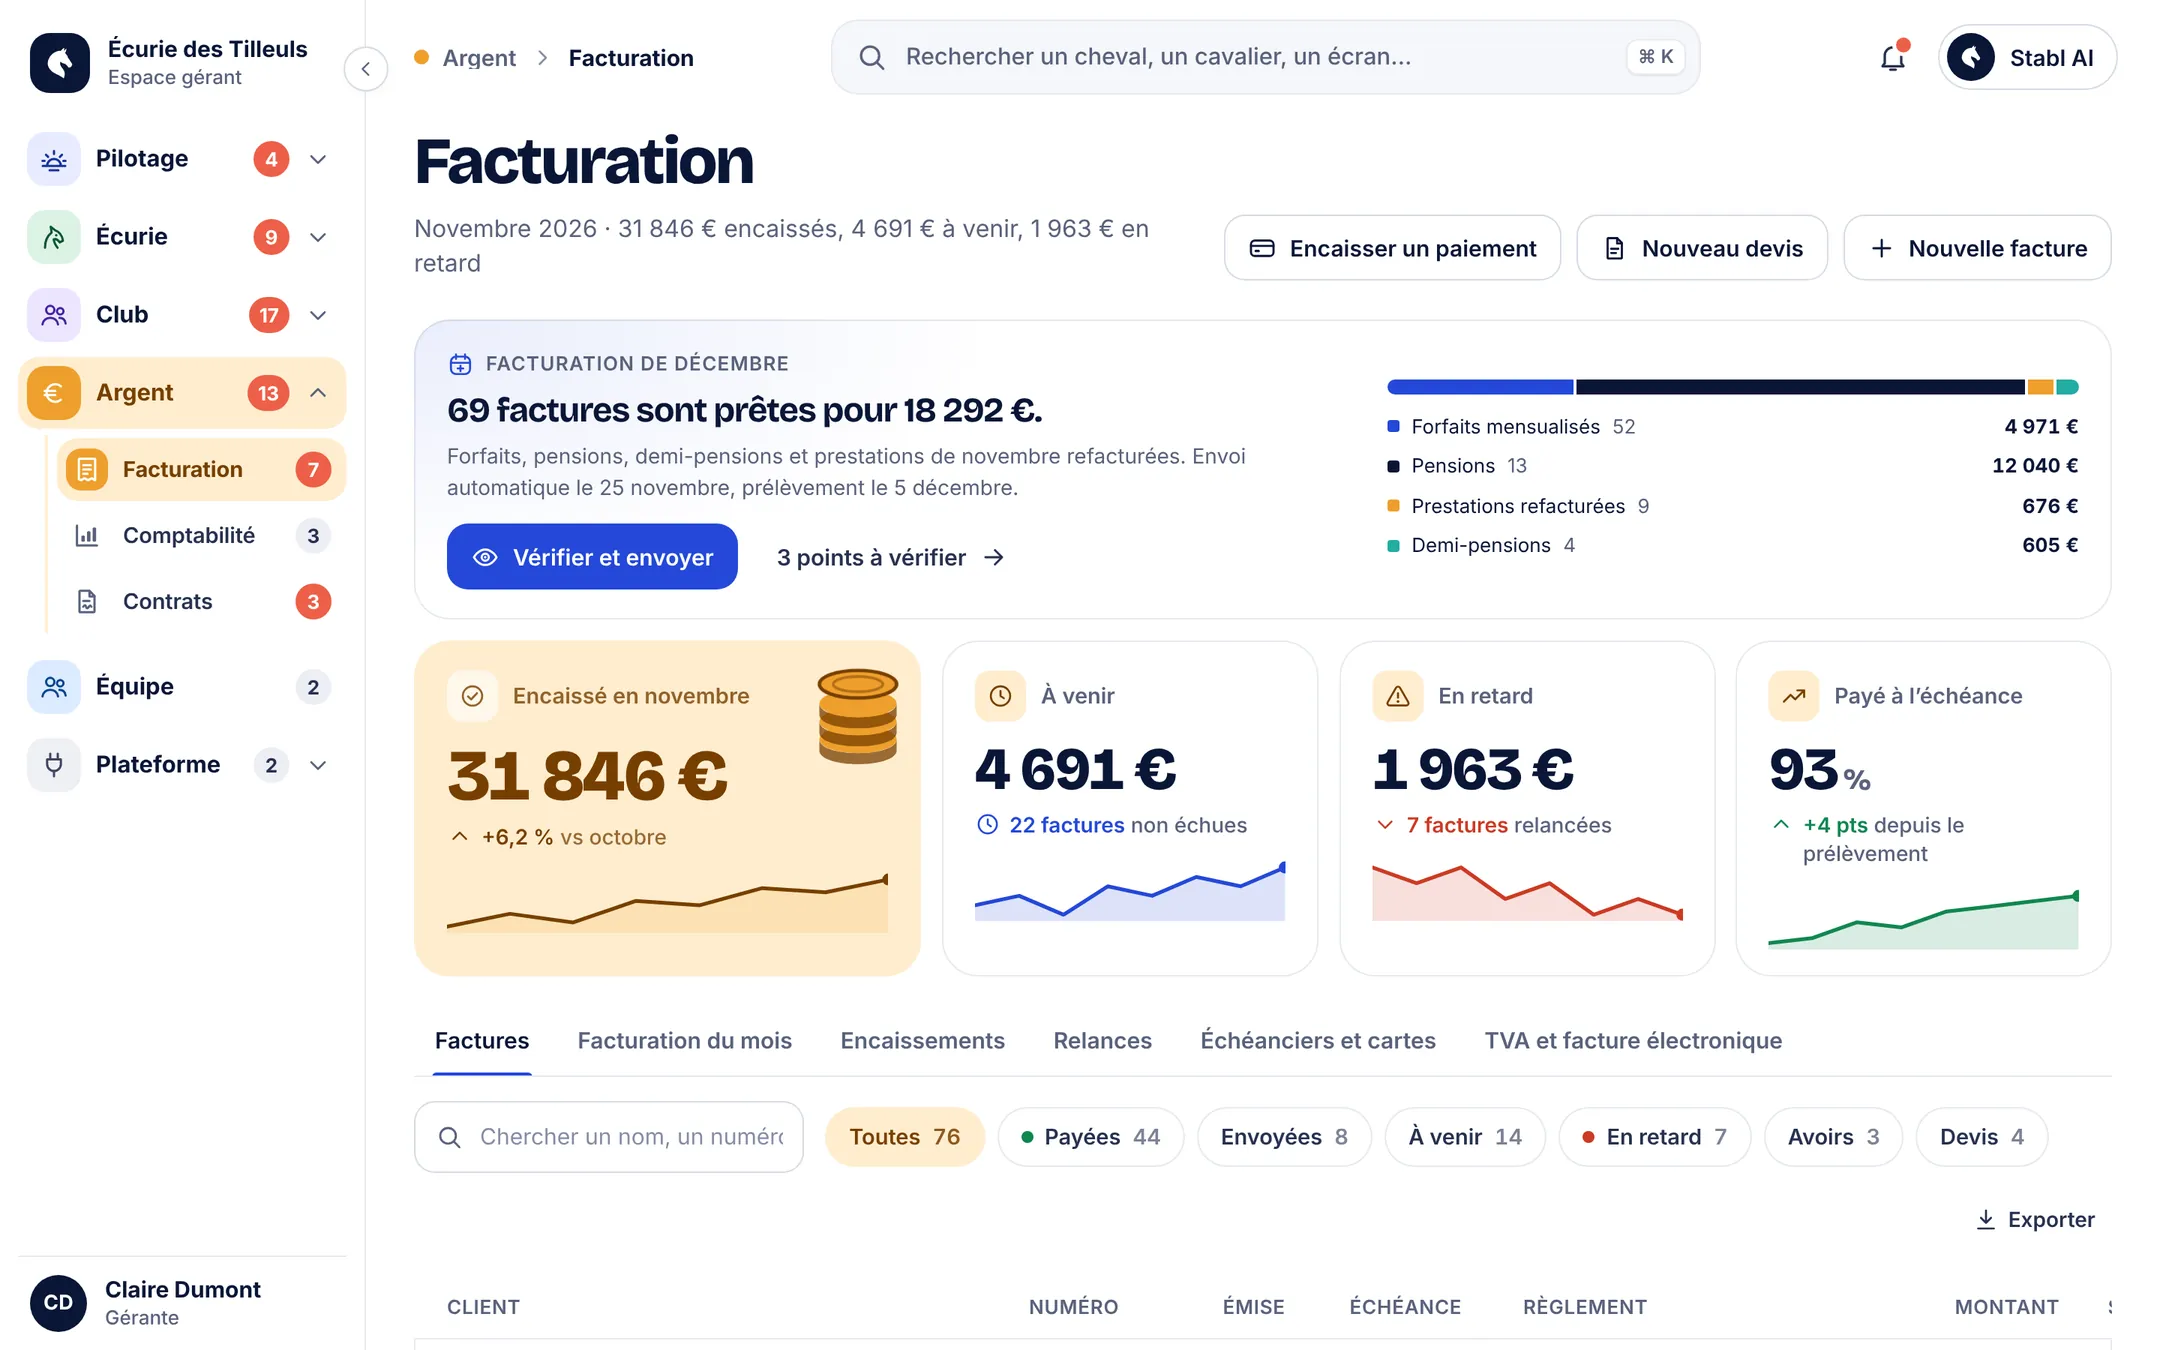 Écurie des Tilleuls
Espace gérant
Pilotage 4
Écurie 9
Club 17
€ Argent 13
Facturation 7
Comptabilité 3
Contrats 3
Équipe 2
Plateforme 2
CD Claire Dumont
Gérante
Argent > Facturation
Rechercher un cheval, un cavalier, un écran... ⌘ K
Stabl AI
Facturation
Novembre 2026 · 31 846 € encaissés, 4 691 € à venir, 1 963 € en
retard
Encaisser un paiement
Nouveau devis
+ Nouvelle facture
FACTURATION DE DÉCEMBRE
69 factures sont prêtes pour 18 292 €.
Forfaits, pensions, demi-pensions et prestations de novembre refacturées. Envoi
automatique le 25 novembre, prélèvement le 5 décembre.
Vérifier et envoyer
3 points à vérifier →
Forfaits mensualisés 52 4 971 €
Pensions 13 12 040 €
Prestations refacturées 9 676 €
Demi-pensions 4 605 €
Encaissé en novembre
31 846 €
+6,2 % vs octobre
À venir
4 691 €
22 factures non échues
En retard
1 963 €
7 factures relancées
Payé à l’échéance
93 %
+4 pts depuis le
prélèvement
Factures Facturation du mois Encaissements Relances Échéanciers et cartes TVA et facture électronique
Chercher un nom, un numéro
Toutes 76
Payées 44
Envoyées 8
À venir 14
En retard 7
Avoirs 3
Devis 4
Exporter
CLIENT NUMÉRO ÉMISE ÉCHÉANCE RÈGLEMENT MONTANT